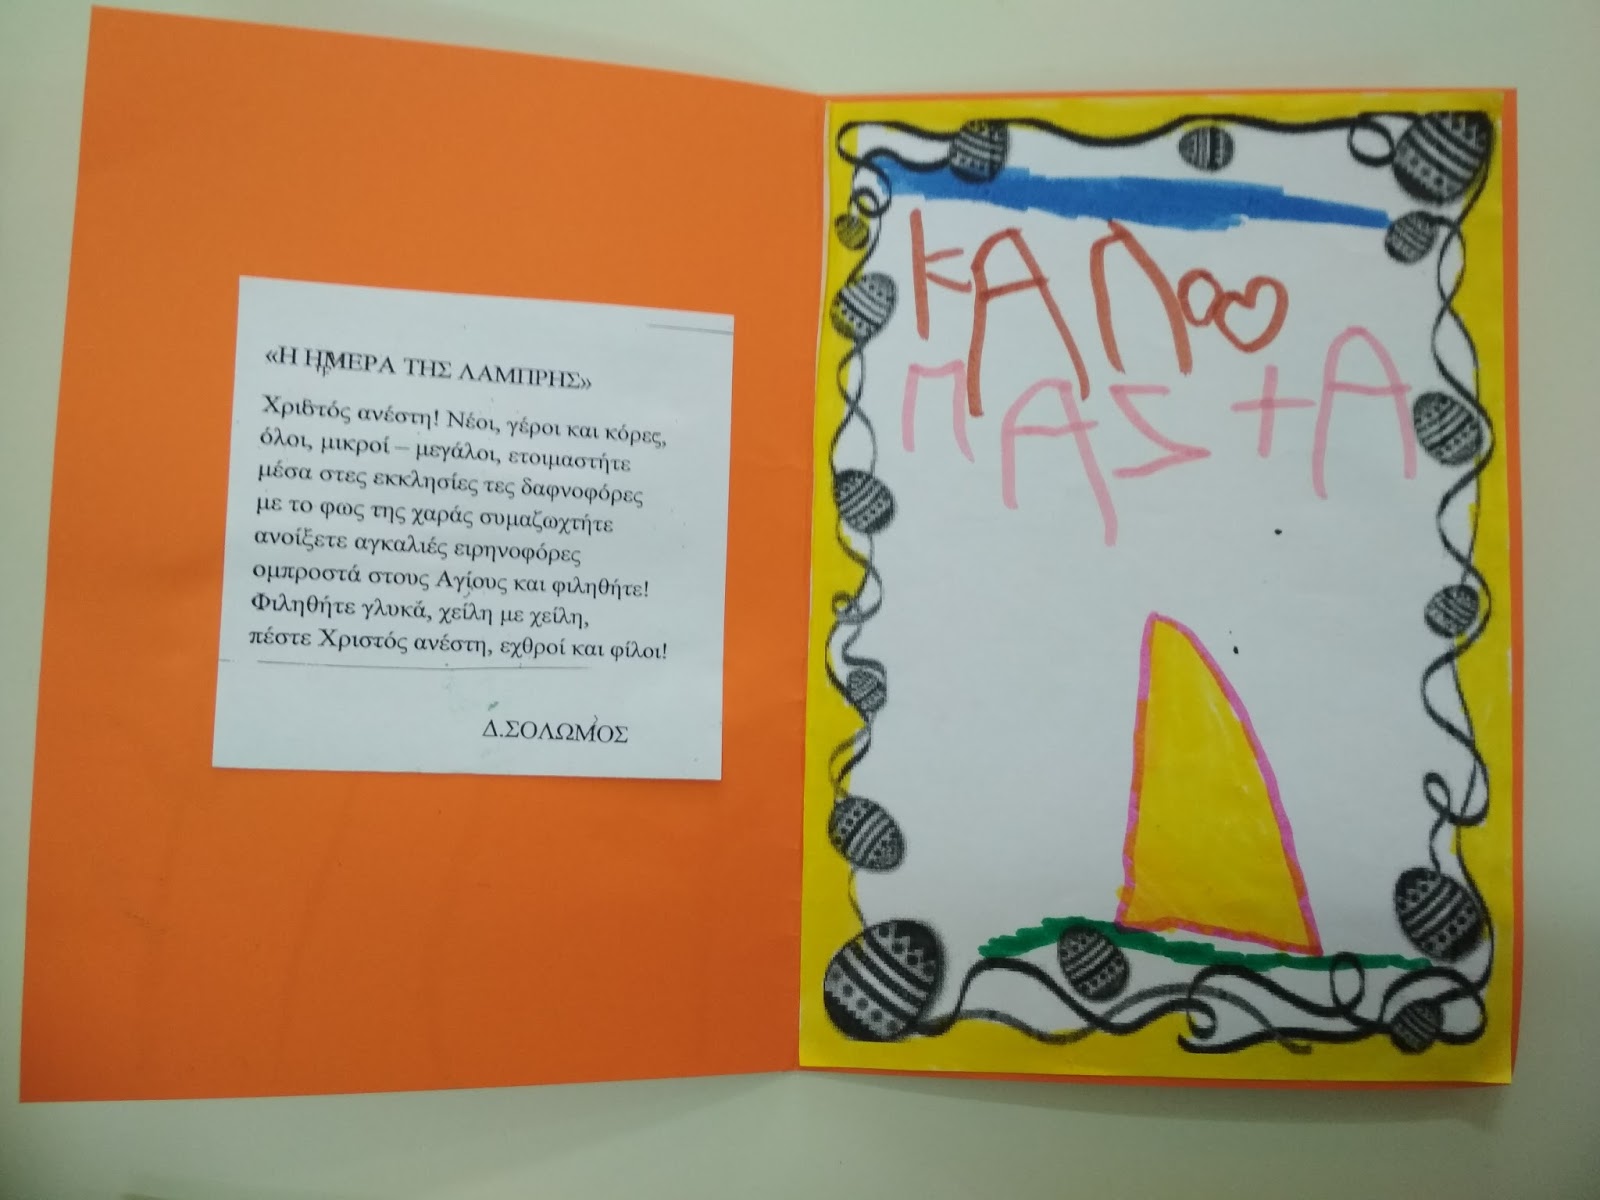 «Η ΗΜΕΡΑ ΤΗΣ ΛΑΜΠΡΗΣ»
Χριστός ανέστη! Νέοι, γέροι και κόρες,
όλοι, μικροί – μεγάλοι, ετοιμαστήτε
μέσα στες εκκλησίες τες δαφνοφόρες
με το φως της χαράς συμαζωχτήτε
ανοίξετε αγκαλιές ειρηνοφόρες
ομπροστά στους Αγίους και φιληθήτε!
Φιληθήτε γλυκά, χείλη με χείλη,
πέστε Χριστός ανέστη, εχθροί και φίλοι!
Δ.ΣΟΛΩΜΟΣ
ΚΑΛΟω
ΠΑΣΤΑ